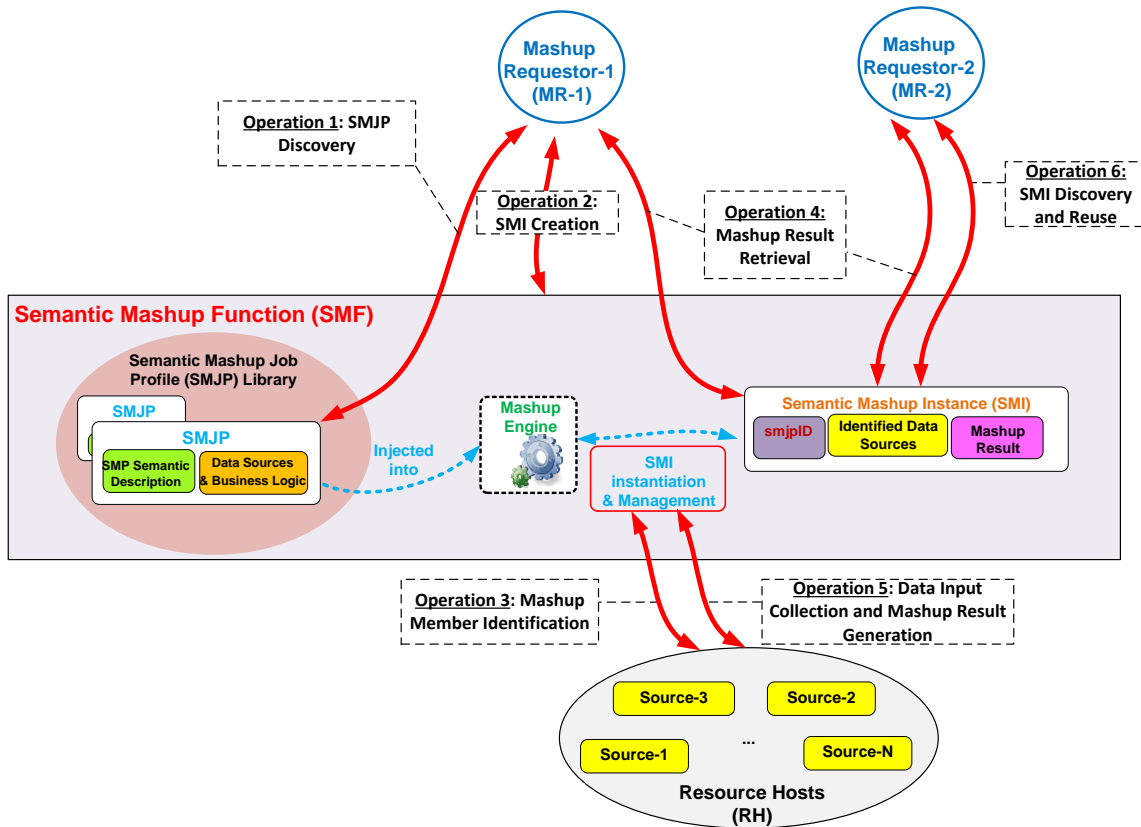 Mashup
Requestor-1
(MR-1)
Mashup
Requestor-2
(MR-2)
Operation 1: SMJP
Discovery
Operation 2:
SMI Creation
Operation 4:
Mashup Result
Retrieval
Operation 6:
SMI Discovery
and Reuse
Semantic Mashup Function (SMF)
Semantic Mashup Job
Profile (SMJP) Library
SMJP
SMJP
SMP Semantic
Description
Data Sources
& Business Logic
Injected
into
Mashup
Engine
SMI
instantiation
& Management
Semantic Mashup Instance (SMI)
smjpID
Identified Data
Sources
Mashup
Result
Operation 3: Mashup
Member Identification
Operation 5: Data Input
Collection and Mashup Result
Generation
Source-3
Source-2
Source-1
...
Source-N
Resource Hosts
(RH)